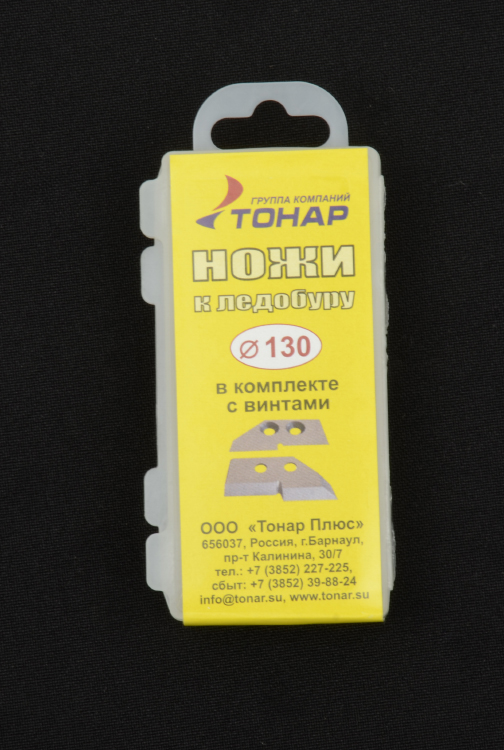 ГРУППА КОМПАНИЙ
ТОНАР
НОЖИ
к ледобуру
⌀ 130
в комплекте
с винтами
ООО «Тонар Плюс»
656037, Россия, г.Барнаул,
пр-т Калинина, 30/7
тел.: +7 (3852) 227-225,
сбыт: +7 (3852) 39-88-24
info@tonar.su, www.tonar.su